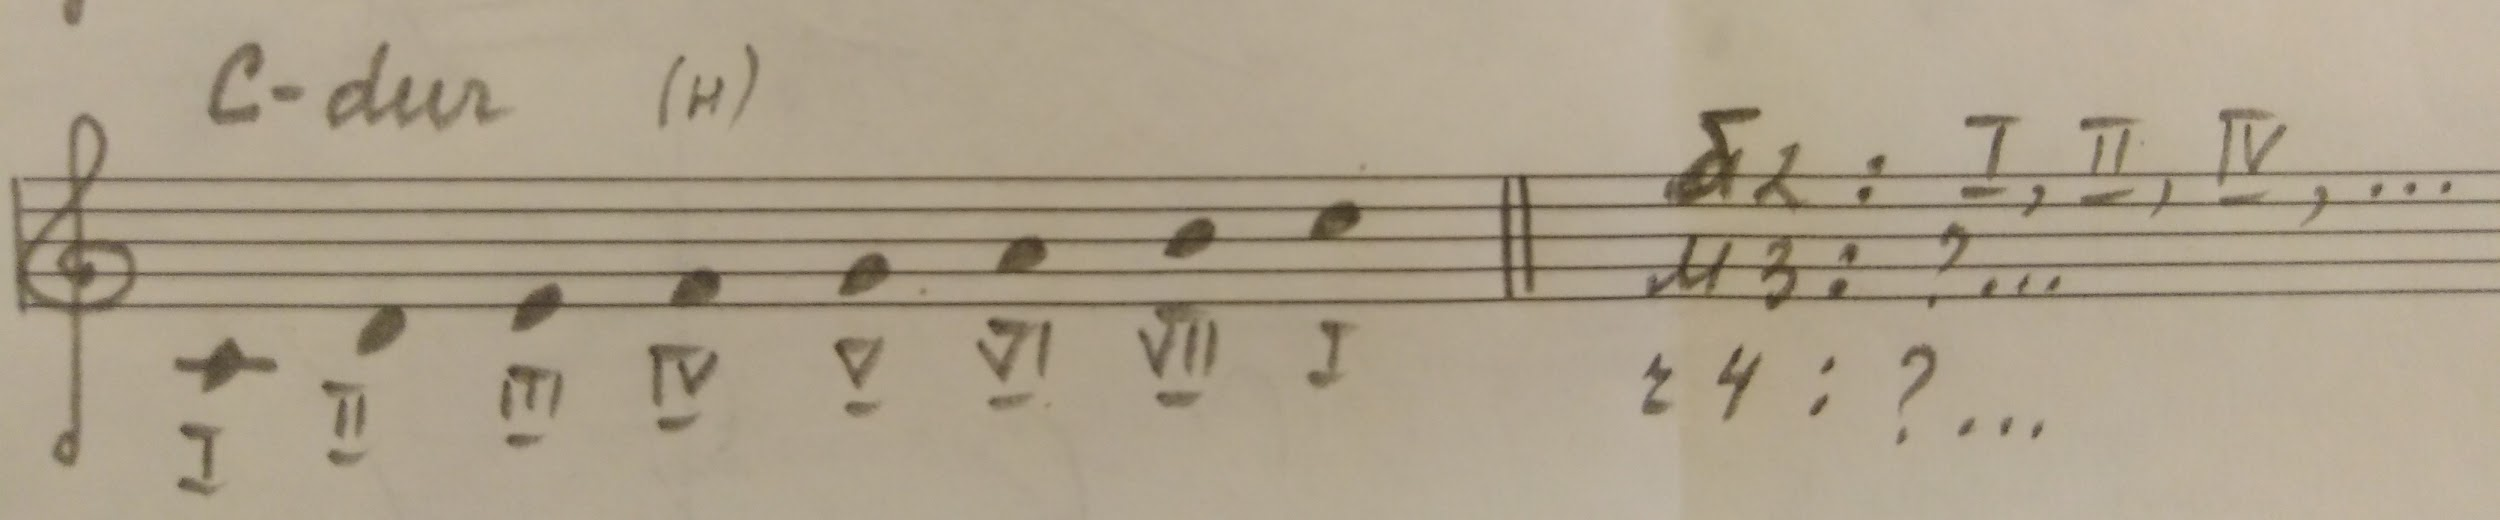 C-dur (н)
I II III IV V VI VII I
б2 : I, II, IV, ...
м3 : ?...
ч4 : ?...